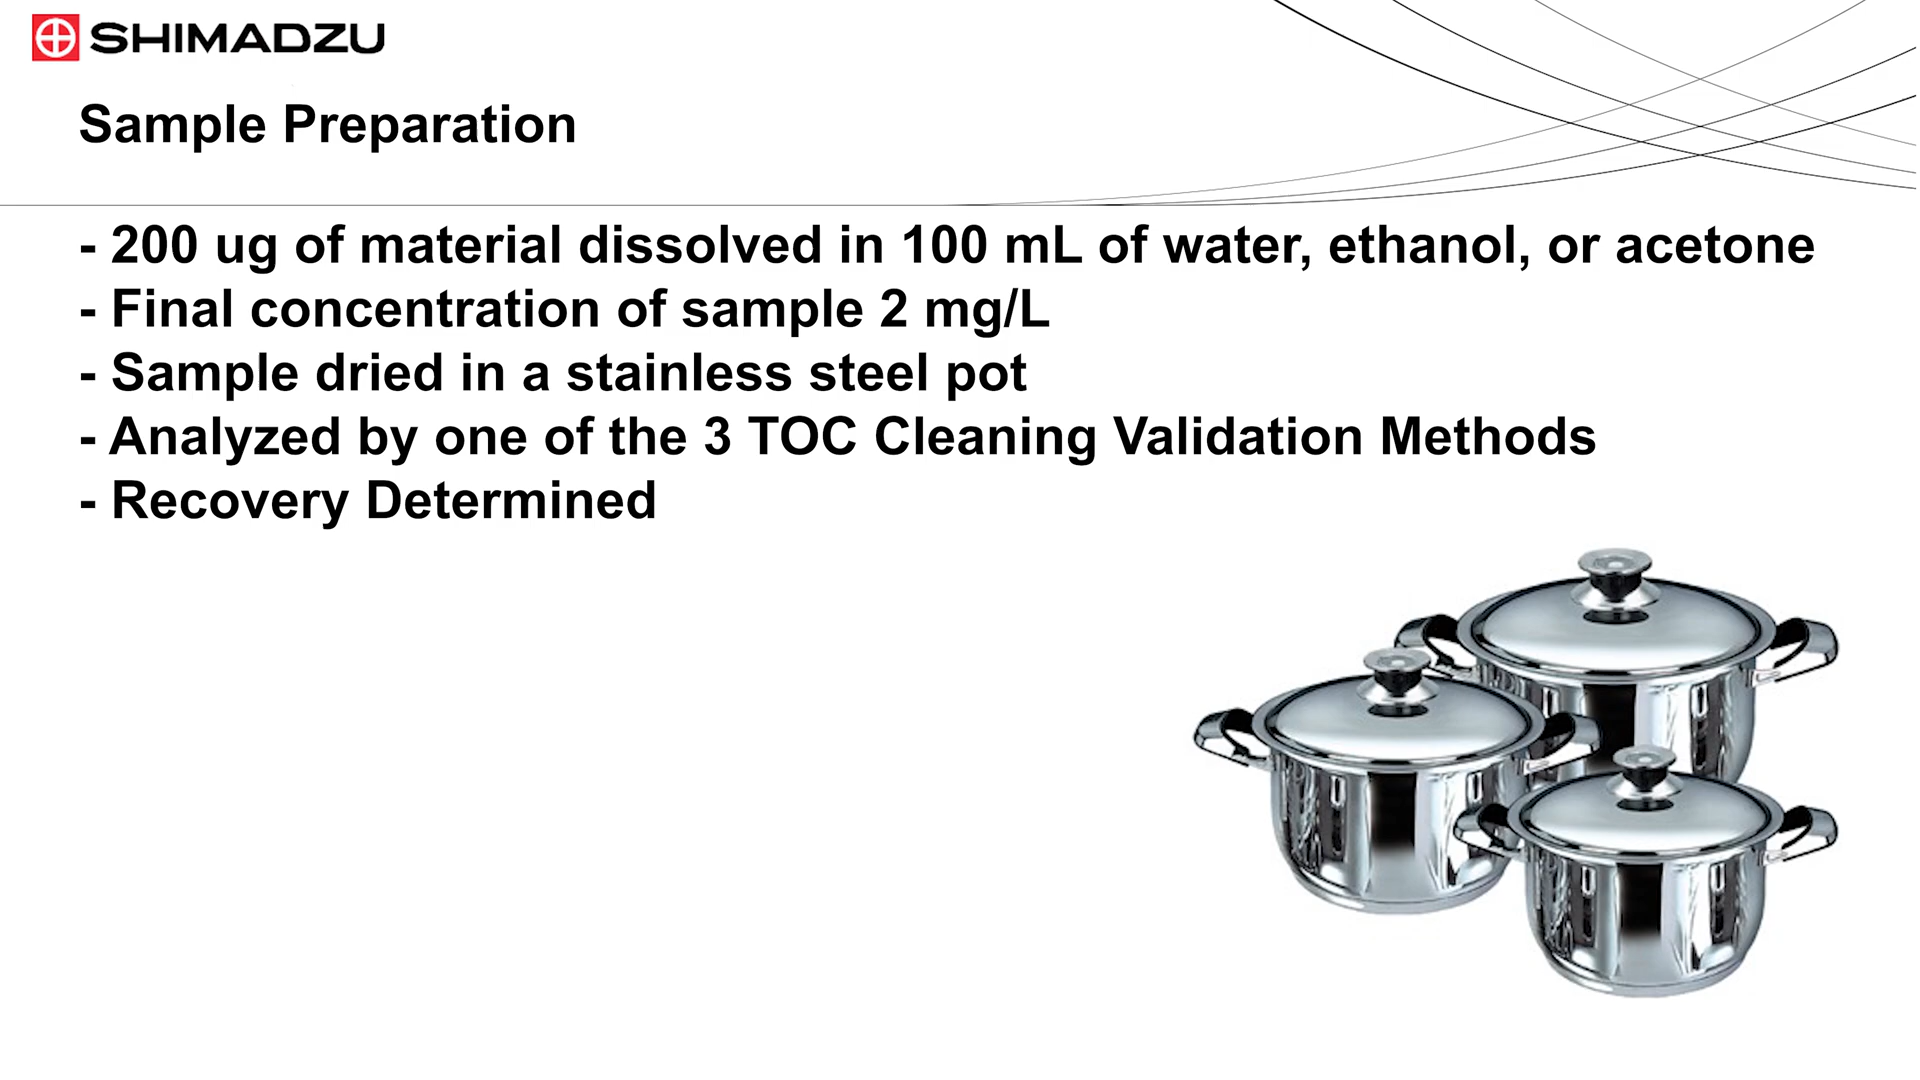 SHIMADZU
Sample Preparation
- 200 ug of material dissolved in 100 mL of water, ethanol, or acetone
- Final concentration of sample 2 mg/L
- Sample dried in a stainless steel pot
- Analyzed by one of the 3 TOC Cleaning Validation Methods
- Recovery Determined